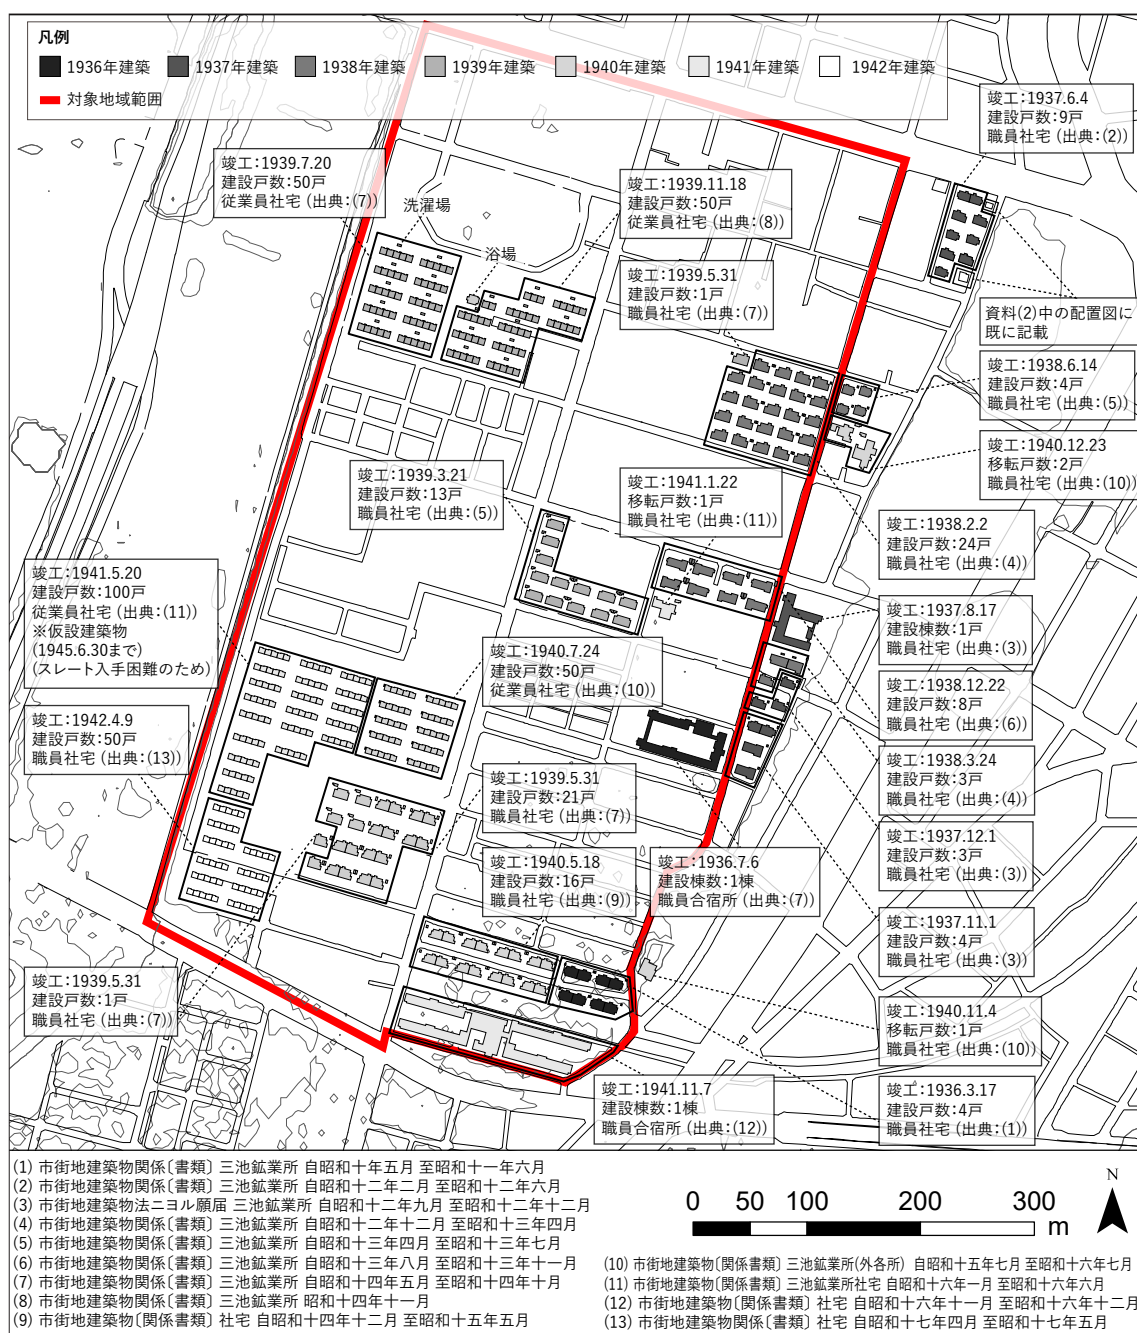 凡例
1936年建築 1937年建築 1938年建築 1939年建築 1940年建築 1941年建築 1942年建築
対象地域範囲
竣工:1937.6.4
建設戸数:9戸
職員社宅 (出典:(2))
竣工:1939.7.20
建設戸数:50戸
従業員社宅 (出典:(7))
洗濯場
浴場
竣工:1939.11.18
建設戸数:50戸
従業員社宅 (出典:(8))
竣工:1939.5.31
建設戸数:1戸
職員社宅 (出典:(7))
資料(2)中の配置図に
既に記載
竣工:1938.6.14
建設戸数:4戸
職員社宅 (出典:(5))
竣工:1940.12.23
移転戸数:2戸
職員社宅 (出典:(10))
竣工:1939.3.21
建設戸数:13戸
職員社宅 (出典:(5))
竣工:1941.1.22
移転戸数:1戸
職員社宅 (出典:(11))
竣工:1938.2.2
建設戸数:24戸
職員社宅 (出典:(4))
竣工:1941.5.20
建設戸数:100戸
従業員社宅 (出典:(11))
※仮設建築物
(1945.6.30まで)
(スレート入手困難のため)
竣工:1937.8.17
建設棟数:1戸
職員社宅 (出典:(3))
竣工:1940.7.24
建設戸数:50戸
従業員社宅 (出典:(10))
竣工:1938.12.22
建設戸数:8戸
職員社宅 (出典:(6))
竣工:1942.4.9
建設戸数:50戸
職員社宅 (出典:(13))
竣工:1938.3.24
建設戸数:3戸
職員社宅 (出典:(4))
竣工:1939.5.31
建設戸数:21戸
職員社宅 (出典:(7))
竣工:1937.12.1
建設戸数:3戸
職員社宅 (出典:(3))
竣工:1940.5.18
建設戸数:16戸
職員社宅 (出典:(9))
竣工:1936.7.6
建設棟数:1棟
職員合宿所 (出典:(7))
竣工:1937.11.1
建設戸数:4戸
職員社宅 (出典:(3))
竣工:1939.5.31
建設戸数:1戸
職員社宅 (出典:(7))
竣工:1940.11.4
移転戸数:1戸
職員社宅 (出典:(10))
竣工:1941.11.7
建設棟数:1棟
職員合宿所 (出典:(12))
竣工:1936.3.17
建設戸数:4戸
職員社宅 (出典:(1))
(1) 市街地建築物関係〔書類〕 三池鉱業所 自昭和十年五月 至昭和十一年六月
(2) 市街地建築物関係〔書類〕 三池鉱業所 自昭和十二年二月 至昭和十二年六月
(3) 市街地建築物法ニヨル願届 三池鉱業所 自昭和十二年九月 至昭和十二年十二月
(4) 市街地建築物関係〔書類〕 三池鉱業所 自昭和十二年十二月 至昭和十三年四月
(5) 市街地建築物関係〔書類〕 三池鉱業所 自昭和十三年四月 至昭和十三年七月
(6) 市街地建築物関係〔書類〕 三池鉱業所 自昭和十三年八月 至昭和十三年十一月
(7) 市街地建築物関係〔書類〕 三池鉱業所 自昭和十四年五月 至昭和十四年十月
(8) 市街地建築物関係〔書類〕 三池鉱業所 昭和十四年十一月
(9) 市街地建築物〔関係書類〕 社宅 自昭和十四年十二月 至昭和十五年五月
0 50 100 200 300
m
N
(10) 市街地建築物〔関係書類〕 三池鉱業所(外各所) 自昭和十五年七月 至昭和十六年七月
(11) 市街地建築物〔関係書類〕 三池鉱業所社宅 自昭和十六年一月 至昭和十六年六月
(12) 市街地建築物〔関係書類〕 社宅 自昭和十六年十一月 至昭和十六年十二月
(13) 市街地建築物関係〔書類〕 社宅 自昭和十七年四月 至昭和十七年五月